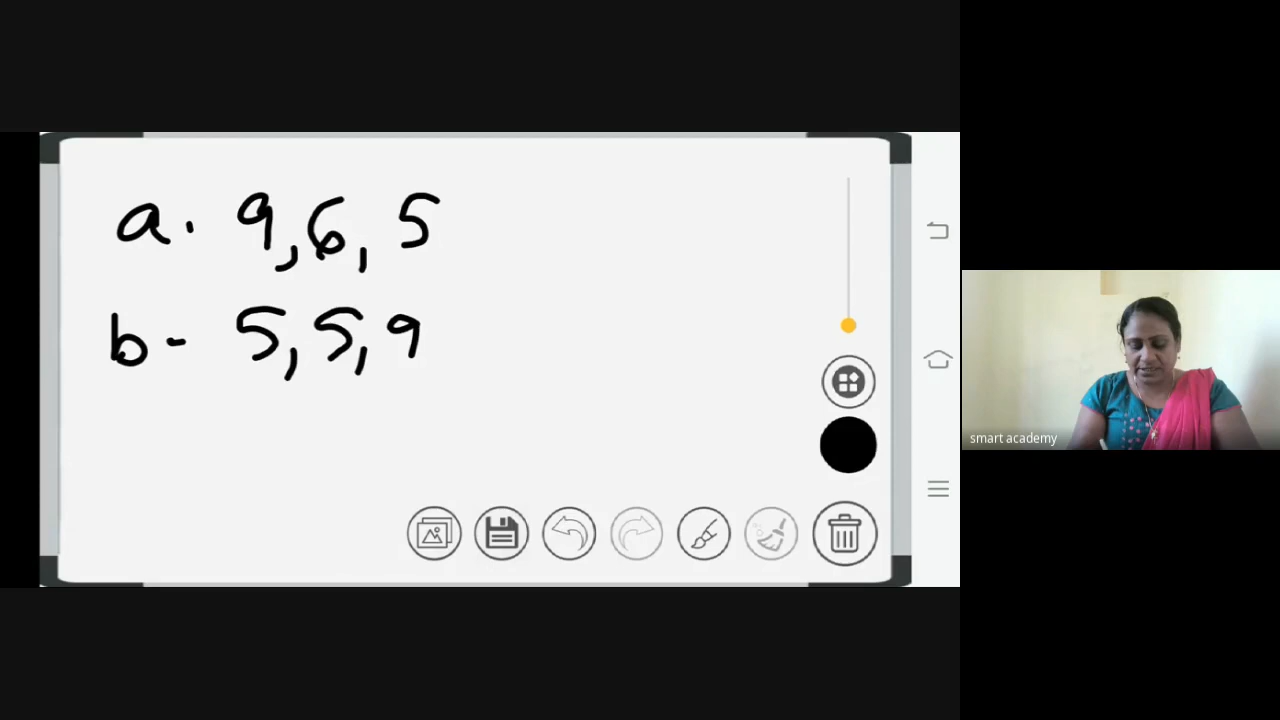 a. 9, 6, 5
b- 5, 5, 9
smart academy